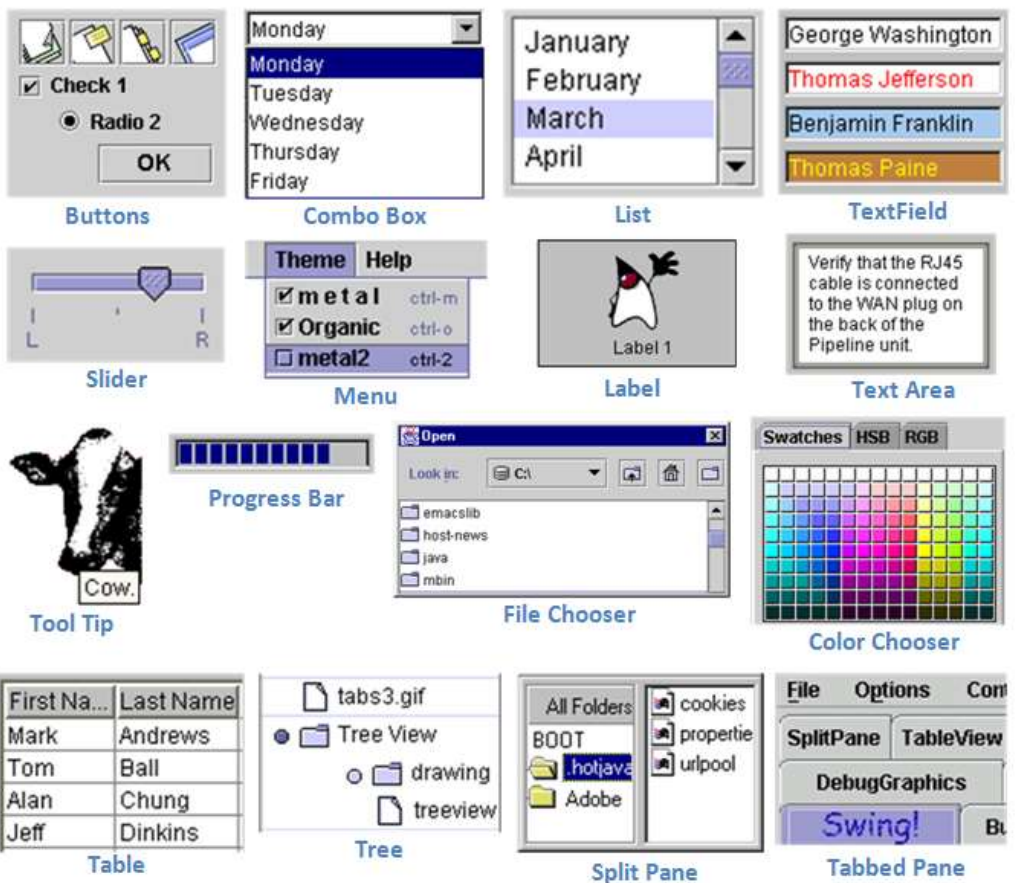 Check 1
Radio 2
OK
Buttons
Monday
Monday
Tuesday
Wednesday
Thursday
Friday
Combo Box
January
February
March
April
List
George Washington
Thomas Jefferson
Benjamin Franklin
Thomas Paine
TextField
L R
Slider
Theme Help
metal ctrl-m
Organic ctrl-o
metal2 ctrl-2
Menu
Label 1
Label
Verify that the RJ45
cable is connected
to the WAN plug on
the back of the
Pipeline unit.
Text Area
Cow.
Tool Tip
Progress Bar
Open
Look in: C:\
emacslib
host-news
java
mbin
File Chooser
Swatches HSB RGB
Color Chooser
First Na... Last Name
Mark Andrews
Tom Ball
Alan Chung
Jeff Dinkins
Table
tabs3.gif
Tree View
drawing
treeview
Tree
All Folders
BOOT
.hotjava
Adobe
cookies
propertie
urlpool
Split Pane
File Options Cont
SplitPane TableView
DebugGraphics
Swing! Bu
Tabbed Pane